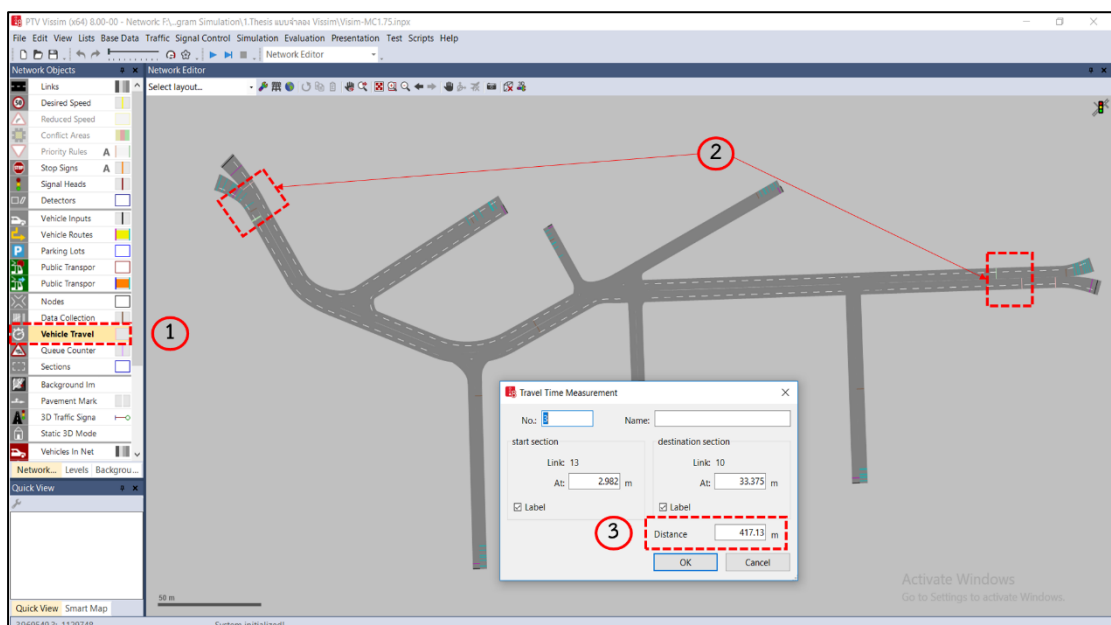 PTV Vissim (x64) 8.00-00 - Network: F:\...gram Simulation\1.Thesis แบบจำลอง Vissim\Visim-MC1.75.inpx
File Edit View Lists Base Data Traffic Signal Control Simulation Evaluation Presentation Test Scripts Help
Network Editor
Network Objects
Network Editor
Select layout...
Links
Desired Speed
Reduced Speed
Conflict Areas
Priority Rules A
Stop Signs A
Signal Heads
Detectors
Vehicle Inputs
Vehicle Routes
Parking Lots
Public Transpor
Public Transpor
Nodes
Data Collection
Vehicle Travel
Queue Counter
Sections
Background Im
Pavement Mark
3D Traffic Signa
Static 3D Mode
Vehicles In Net
Network... Levels Backgrou...
Quick View
Quick View Smart Map
1
2
3
Travel Time Measurement
No.: 3 Name:
start section destination section
Link: 13 Link: 10
At: 2.982 m At: 33.375 m
Label Label
Distance 417.13 m
OK Cancel
50 m
Activate Windows
Go to Settings to activate Windows.
System initialized!